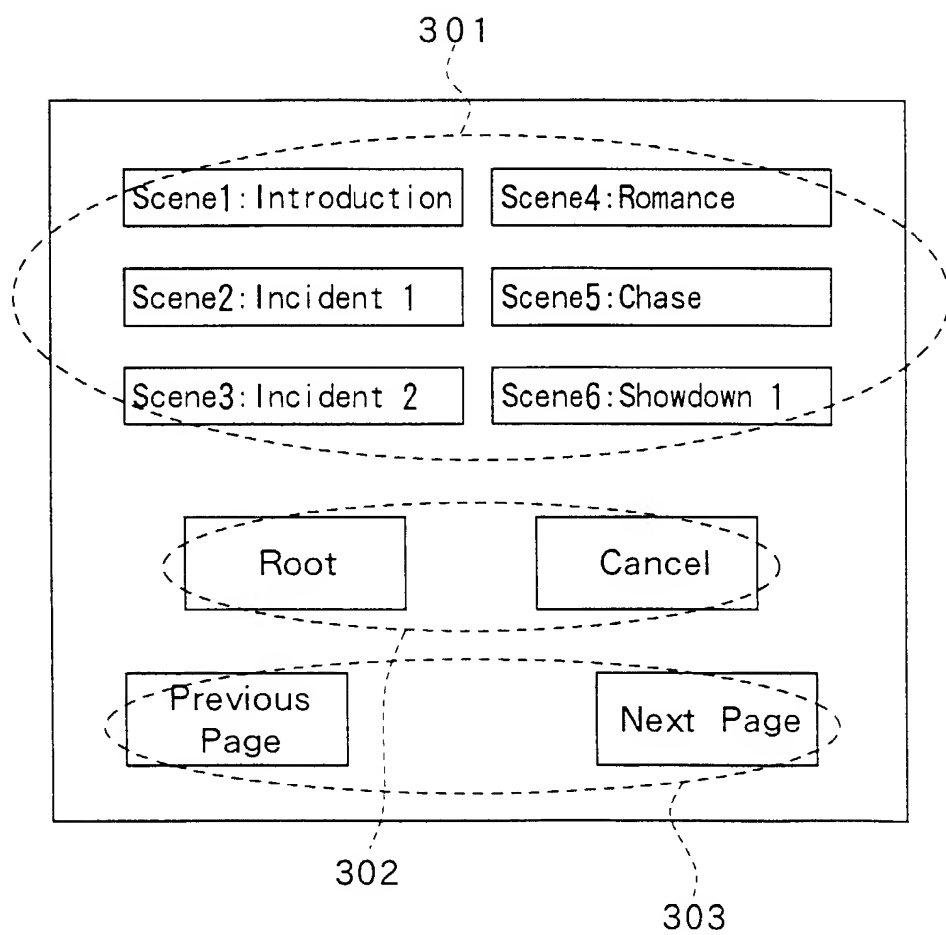 301
Scene1:Introduction
Scene4:Romance
Scene2:Incident 1
Scene5:Chase
Scene3:Incident 2
Scene6:Showdown 1
Root
Cancel
Previous
Page
Next Page
302
303